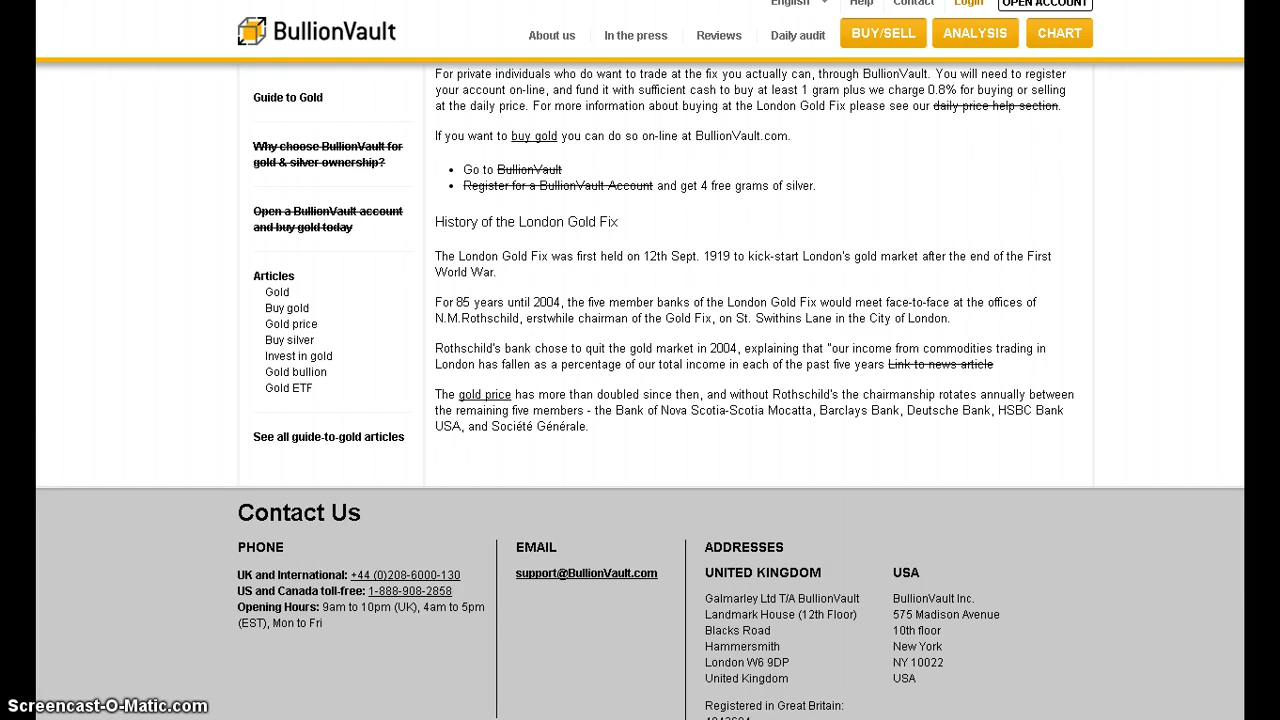 English
Help
Contact
Login
OPEN ACCOUNT
BullionVault
About us
In the press
Reviews
Daily audit
BUY/SELL
ANALYSIS
CHART
Guide to Gold
Why choose BullionVault for
gold & silver ownership?
Open a BullionVault account
and buy gold today
Articles
Gold
Buy gold
Gold price
Buy silver
Invest in gold
Gold bullion
Gold ETF
See all guide-to-gold articles
For private individuals who do want to trade at the fix you actually can, through BullionVault. You will need to register
your account on-line, and fund it with sufficient cash to buy at least 1 gram plus we charge 0.8% for buying or selling
at the daily price. For more information about buying at the London Gold Fix please see our daily price help section.
If you want to buy gold you can do so on-line at BullionVault.com.
• Go to BullionVault
• Register for a BullionVault Account and get 4 free grams of silver.
History of the London Gold Fix
The London Gold Fix was first held on 12th Sept. 1919 to kick-start London's gold market after the end of the First
World War.
For 85 years until 2004, the five member banks of the London Gold Fix would meet face-to-face at the offices of
N.M.Rothschild, erstwhile chairman of the Gold Fix, on St. Swithins Lane in the City of London.
Rothschild's bank chose to quit the gold market in 2004, explaining that "our income from commodities trading in
London has fallen as a percentage of our total income in each of the past five years Link to news article
The gold price has more than doubled since then, and without Rothschild's the chairmanship rotates annually between
the remaining five members - the Bank of Nova Scotia-Scotia Mocatta, Barclays Bank, Deutsche Bank, HSBC Bank
USA, and Société Générale.
Contact Us
PHONE
UK and International: +44 (0)208-6000-130
US and Canada toll-free: 1-888-908-2858
Opening Hours: 9am to 10pm (UK), 4am to 5pm
(EST), Mon to Fri
EMAIL
support@BullionVault.com
ADDRESSES
UNITED KINGDOM
Galmarley Ltd T/A BullionVault
Landmark House (12th Floor)
Blacks Road
Hammersmith
London W6 9DP
United Kingdom
Registered in Great Britain:
USA
BullionVault Inc.
575 Madison Avenue
10th floor
New York
NY 10022
USA
Screencast-O-Matic.com